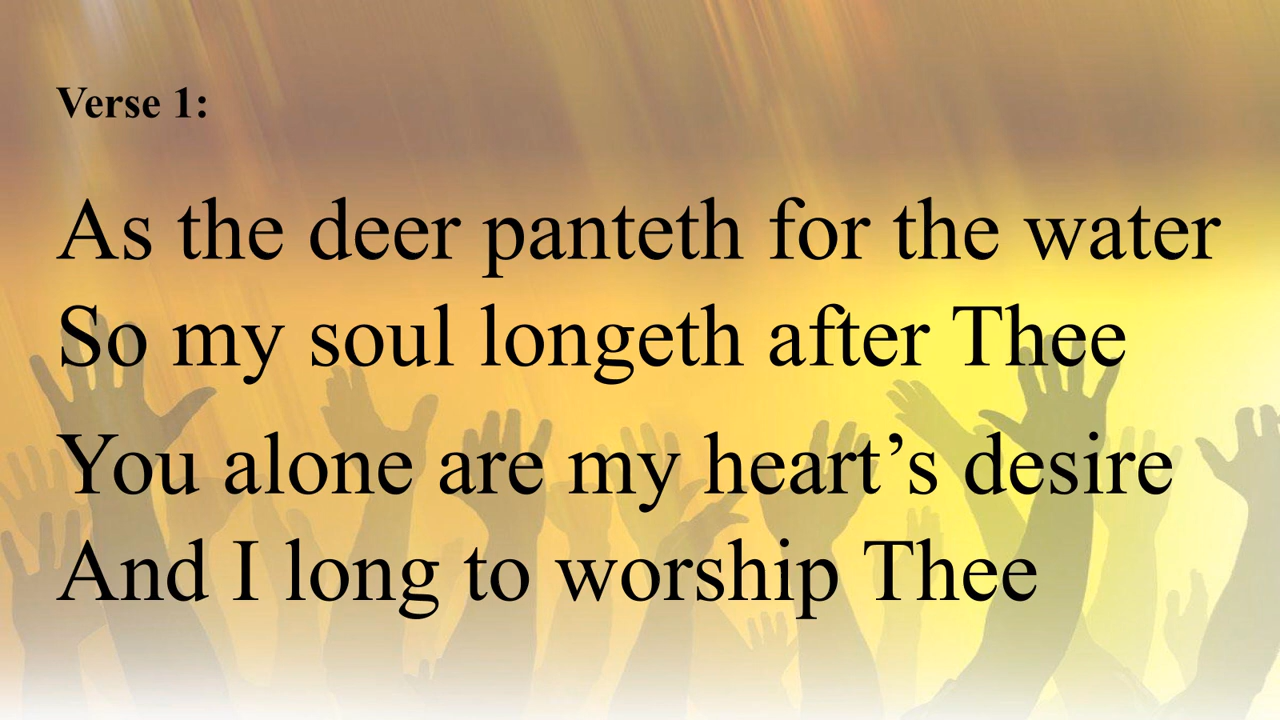 Verse 1:
As the deer panteth for the water
So my soul longeth after Thee
You alone are my heart’s desire
And I long to worship Thee